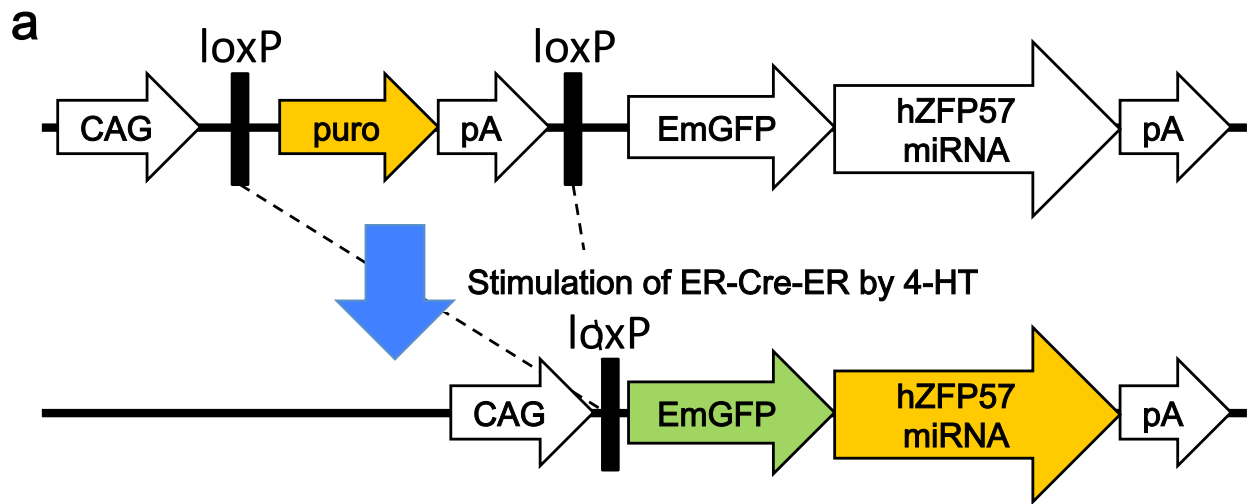 a
loxP
loxP
CAG
puro
pA
EmGFP
hZFP57
miRNA
pA
Stimulation of ER-Cre-ER by 4-HT
loxP
CAG
EmGFP
hZFP57
miRNA
pA